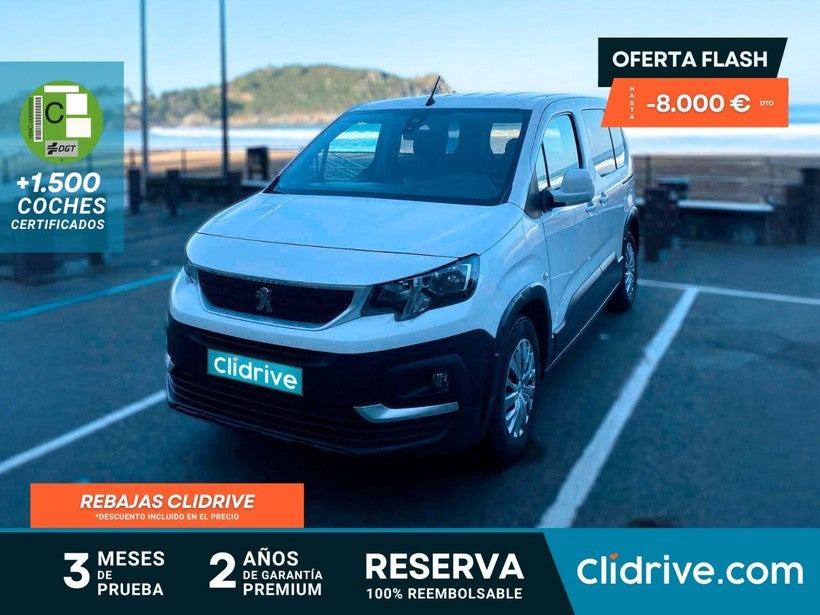 OFERTA FLASH
HASTA
-8.000 €
DTO
C
DGT
+1.500
COCHES
CERTIFICADOS
Clidrive
REBAJAS CLIDRIVE
*DESCUENTO INCLUIDO EN EL PRECIO
3 MESES
DE
PRUEBA
2 AÑOS
DE GARANTÍA
PREMIUM
RESERVA
100% REEMBOLSABLE
Clidrive.com